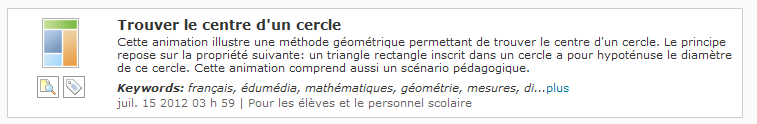 Trouver le centre d'un cercle
Cette animation illustre une méthode géométrique permettant de trouver le centre d'un cercle. Le principe
repose sur la propriété suivante: un triangle rectangle inscrit dans un cercle a pour hypoténuse le diamètre
de ce cercle. Cette animation comprend aussi un scénario pédagogique.
Keywords: français, édumédia, mathématiques, géométrie, mesures, di...plus
juil. 15 2012 03 h 59 | Pour les élèves et le personnel scolaire